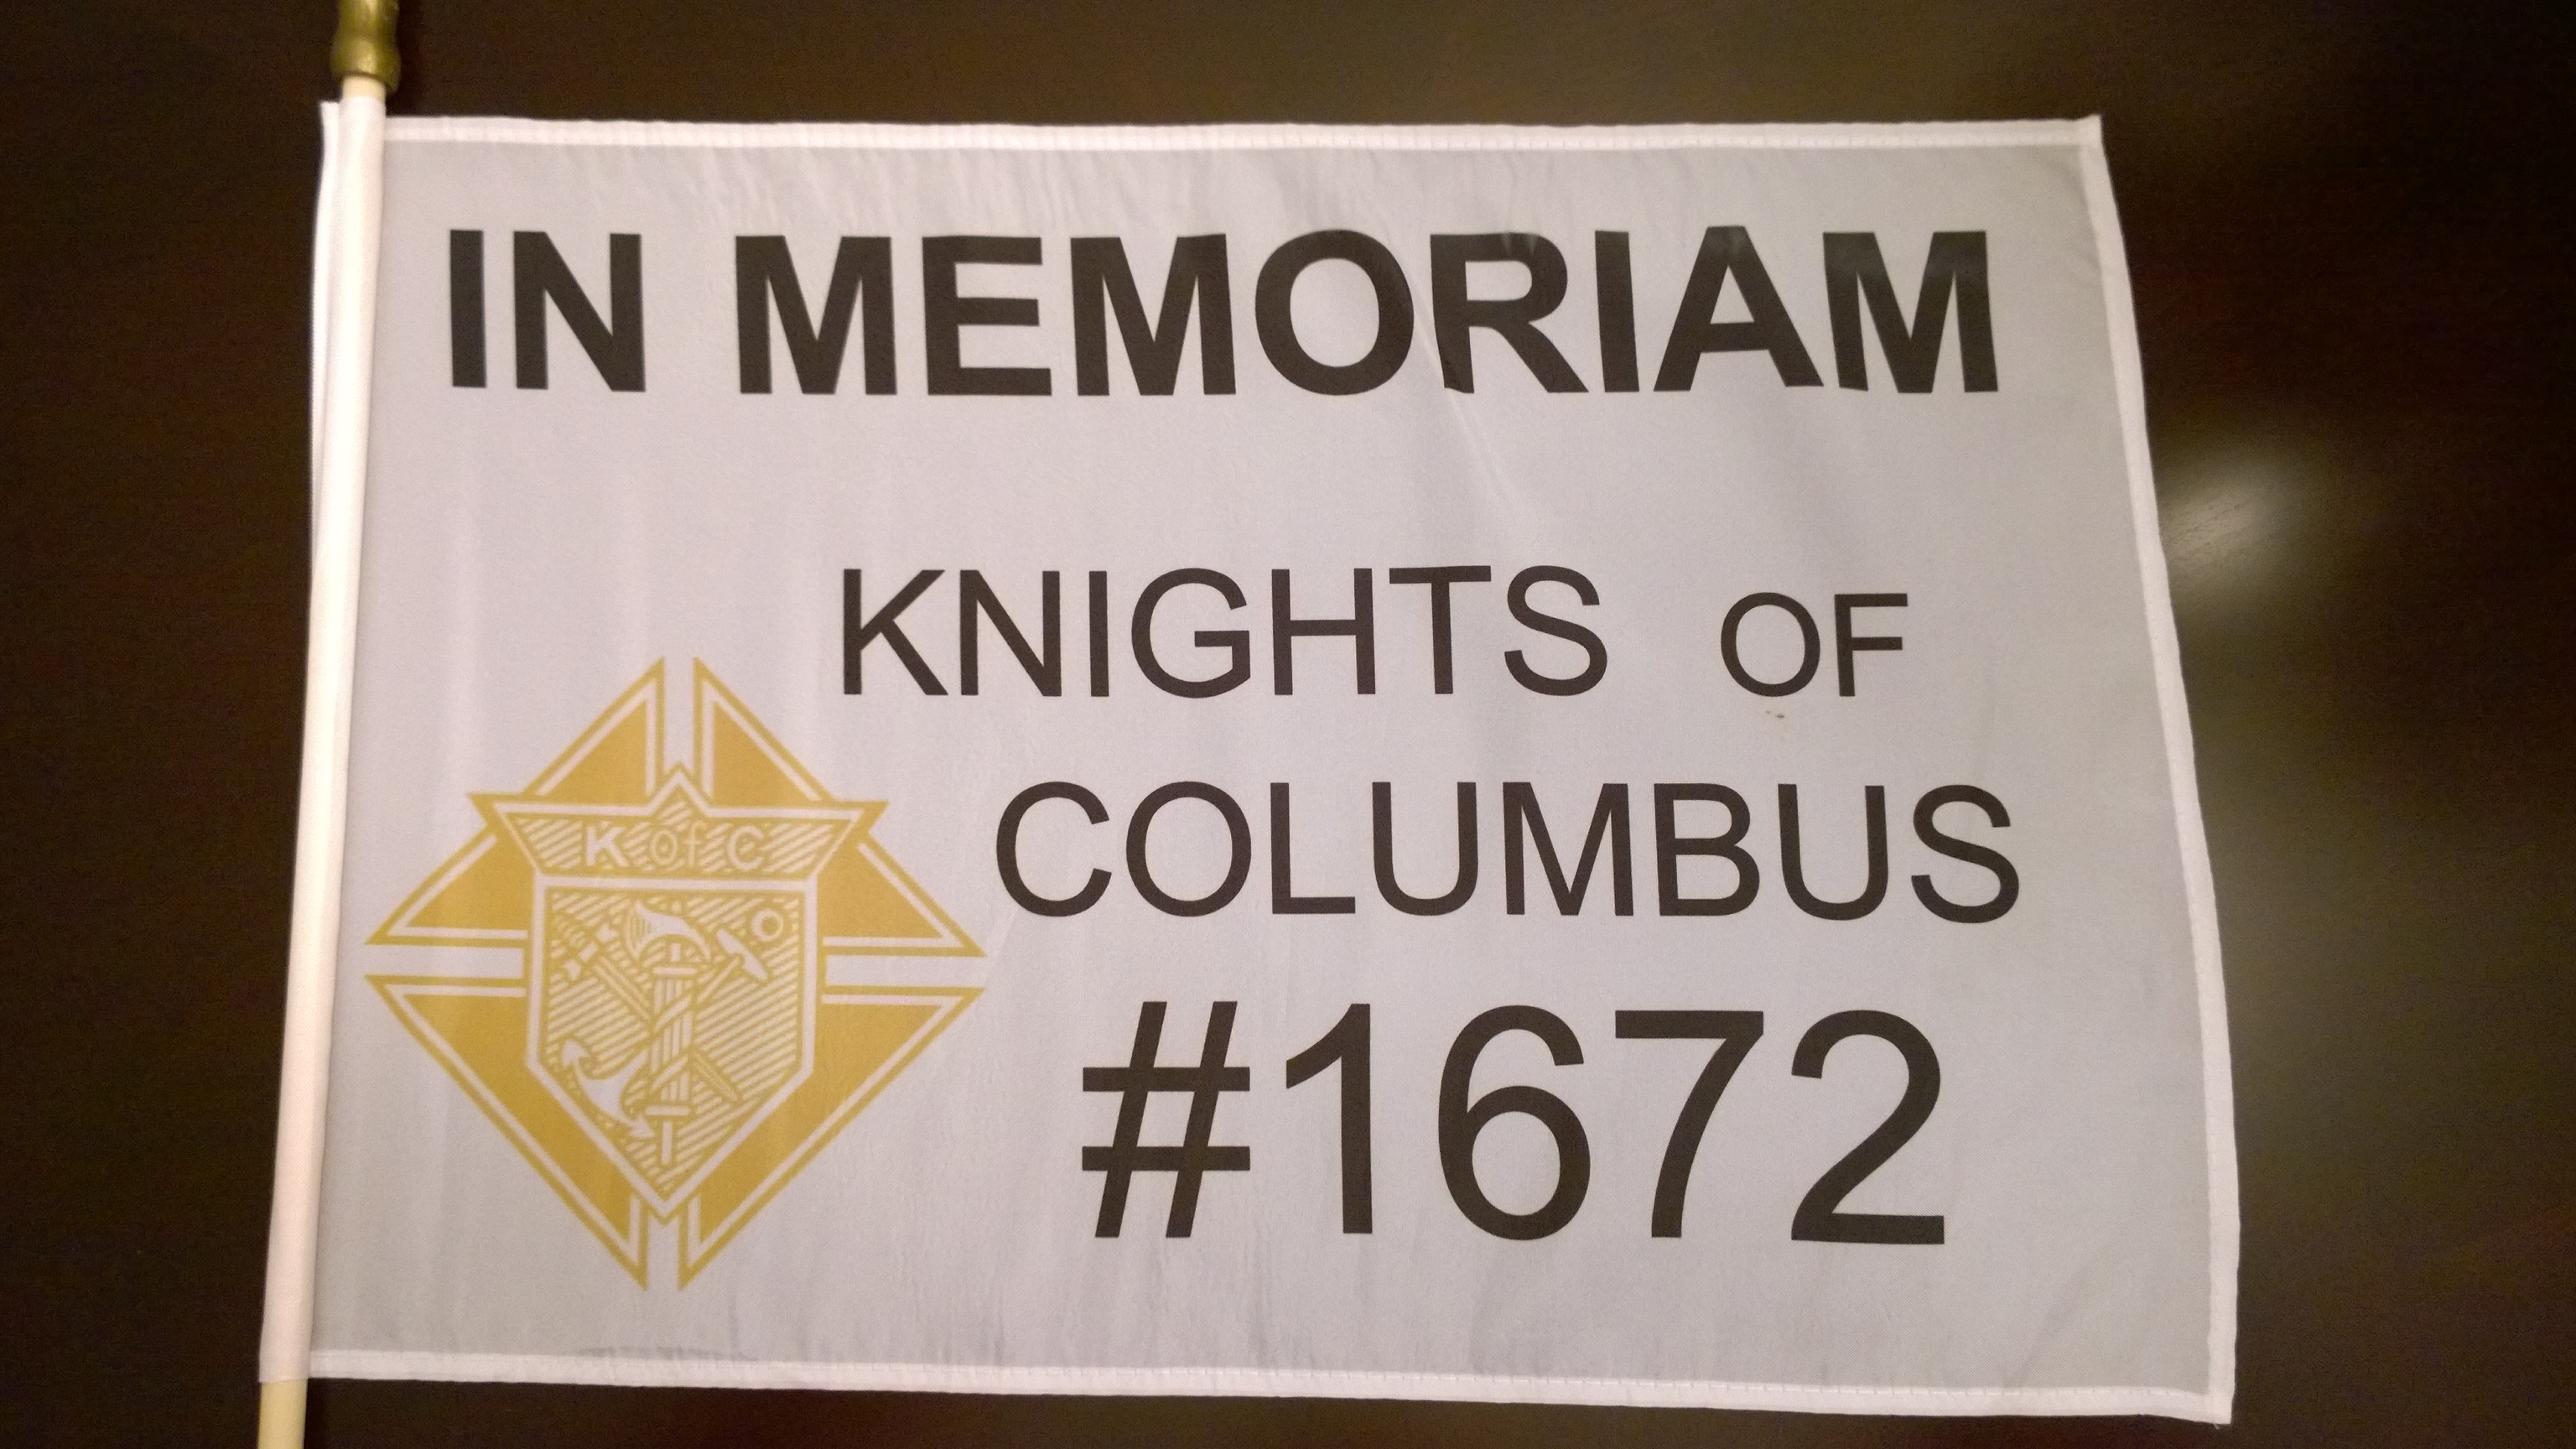 IN MEMORIAM
KNIGHTS OF
COLUMBUS
K of C
#1672